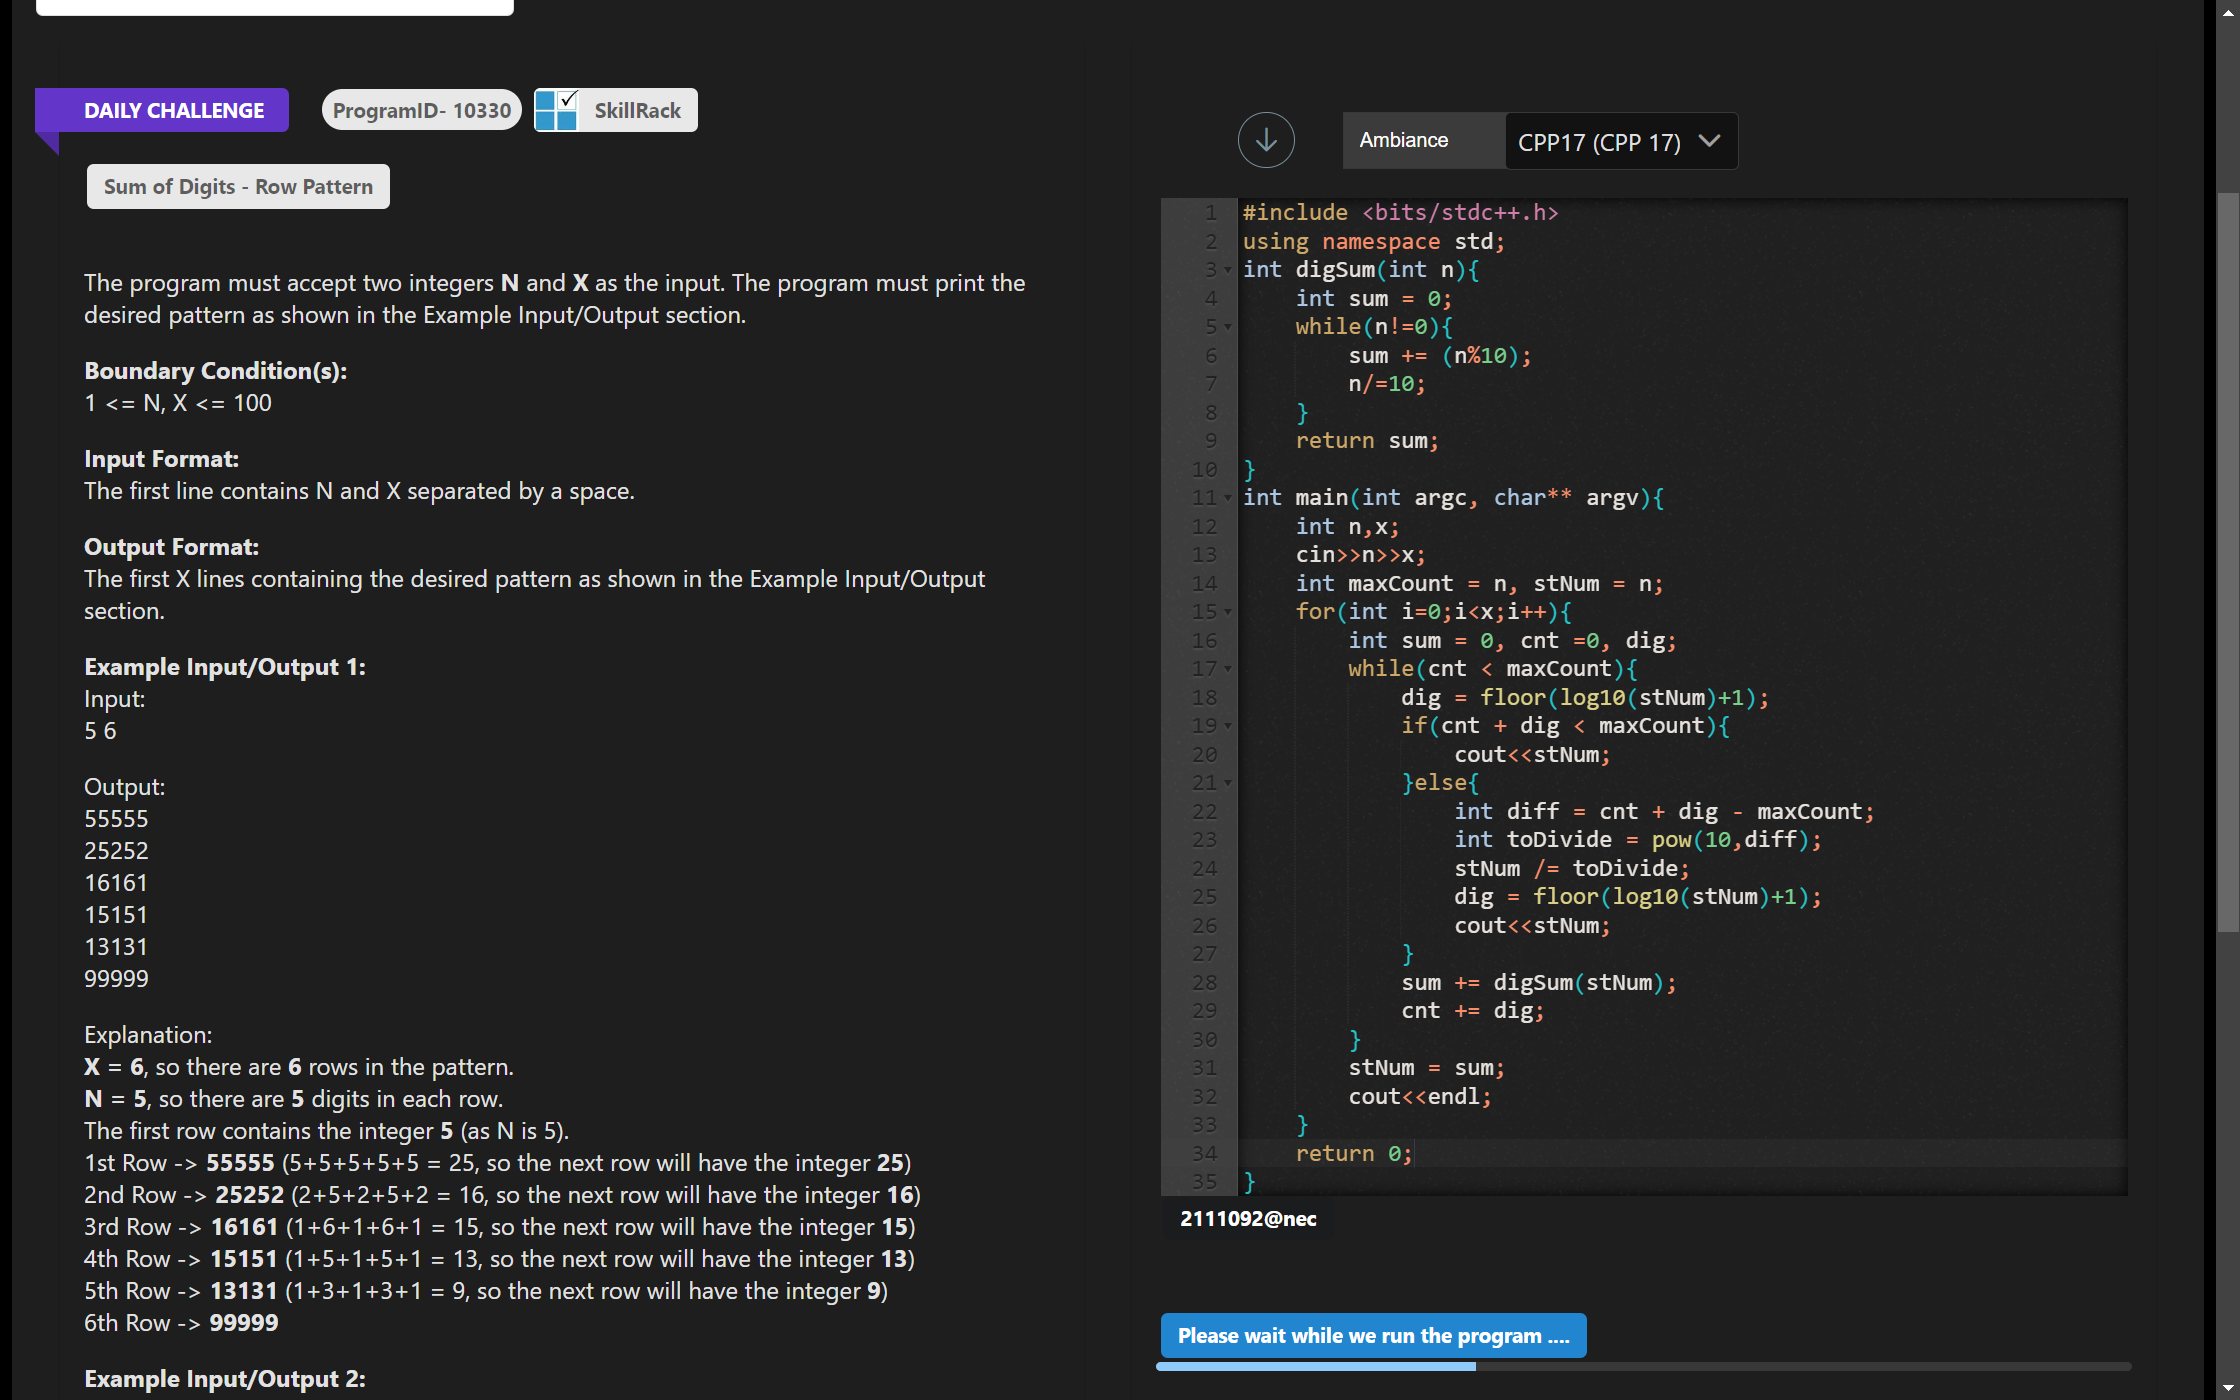 DAILY CHALLENGE
ProgramID- 10330
SkillRack
Sum of Digits - Row Pattern
The program must accept two integers N and X as the input. The program must print the
desired pattern as shown in the Example Input/Output section.
Boundary Condition(s):
1 <= N, X <= 100
Input Format:
The first line contains N and X separated by a space.
Output Format:
The first X lines containing the desired pattern as shown in the Example Input/Output
section.
Example Input/Output 1:
Input:
5 6
Output:
55555
25252
16161
15151
13131
99999
Explanation:
X = 6, so there are 6 rows in the pattern.
N = 5, so there are 5 digits in each row.
The first row contains the integer 5 (as N is 5).
1st Row -> 55555 (5+5+5+5+5 = 25, so the next row will have the integer 25)
2nd Row -> 25252 (2+5+2+5+2 = 16, so the next row will have the integer 16)
3rd Row -> 16161 (1+6+1+6+1 = 15, so the next row will have the integer 15)
4th Row -> 15151 (1+5+1+5+1 = 13, so the next row will have the integer 13)
5th Row -> 13131 (1+3+1+3+1 = 9, so the next row will have the integer 9)
6th Row -> 99999
Example Input/Output 2:
Ambiance
CPP17 (CPP 17)
1 #include <bits/stdc++.h>
2 using namespace std;
3 int digSum(int n){
4     int sum = 0;
5     while(n!=0){
6         sum += (n%10);
7         n/=10;
8     }
9     return sum;
10 }
11 int main(int argc, char** argv){
12     int n,x;
13     cin>>n>>x;
14     int maxCount = n, stNum = n;
15     for(int i=0;i<x;i++){
16         int sum = 0, cnt =0, dig;
17         while(cnt < maxCount){
18             dig = floor(log10(stNum)+1);
19             if(cnt + dig < maxCount){
20                 cout<<stNum;
21             }else{
22                 int diff = cnt + dig - maxCount;
23                 int toDivide = pow(10,diff);
24                 stNum /= toDivide;
25                 dig = floor(log10(stNum)+1);
26                 cout<<stNum;
27             }
28             sum += digSum(stNum);
29             cnt += dig;
30         }
31         stNum = sum;
32         cout<<endl;
33     }
34     return 0;
35 }
2111092@nec
Please wait while we run the program ....